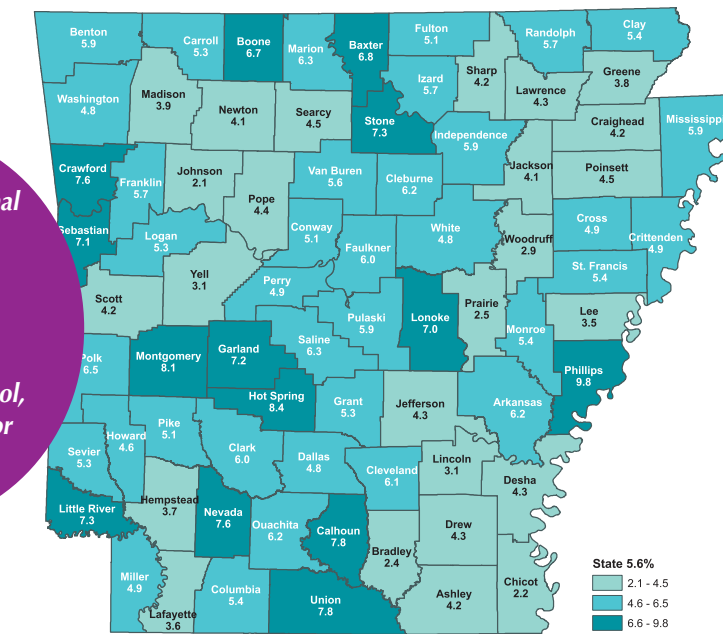 Benton
5.9
Carroll
5.3
Boone
6.7
Marion
6.3
Baxter
6.8
Fulton
5.1
Randolph
5.7
Clay
5.4
Izard
5.7
Sharp
4.2
Lawrence
4.3
Greene
3.8
Washington
4.8
Madison
3.9
Newton
4.1
Searcy
4.5
Stone
7.3
Independence
5.9
Craighead
4.2
Mississippi
5.9
Crawford
7.6
Franklin
5.7
Johnson
2.1
Pope
4.4
Van Buren
5.6
Cleburne
6.2
Jackson
4.1
Poinsett
4.5
Sebastian
7.1
Logan
5.3
Conway
5.1
Faulkner
6.0
White
4.8
Woodruff
2.9
Cross
4.9
Crittenden
4.9
St. Francis
5.4
Scott
4.2
Yell
3.1
Perry
4.9
Pulaski
5.9
Lonoke
7.0
Prairie
2.5
Monroe
5.4
Lee
3.5
Polk
6.5
Montgomery
8.1
Garland
7.2
Saline
6.3
Hot Spring
8.4
Grant
5.3
Jefferson
4.3
Arkansas
6.2
Phillips
9.8
Sevier
5.3
Howard
4.6
Pike
5.1
Clark
6.0
Dallas
4.8
Cleveland
6.1
Lincoln
3.1
Desha
4.3
Little River
7.3
Hempstead
3.7
Nevada
7.6
Ouachita
6.2
Calhoun
7.8
Bradley
2.4
Drew
4.3
Miller
4.9
Lafayette
3.6
Columbia
5.4
Union
7.8
Ashley
4.2
Chicot
2.2
State 5.6%
2.1 - 4.5
4.6 - 6.5
6.6 - 9.8